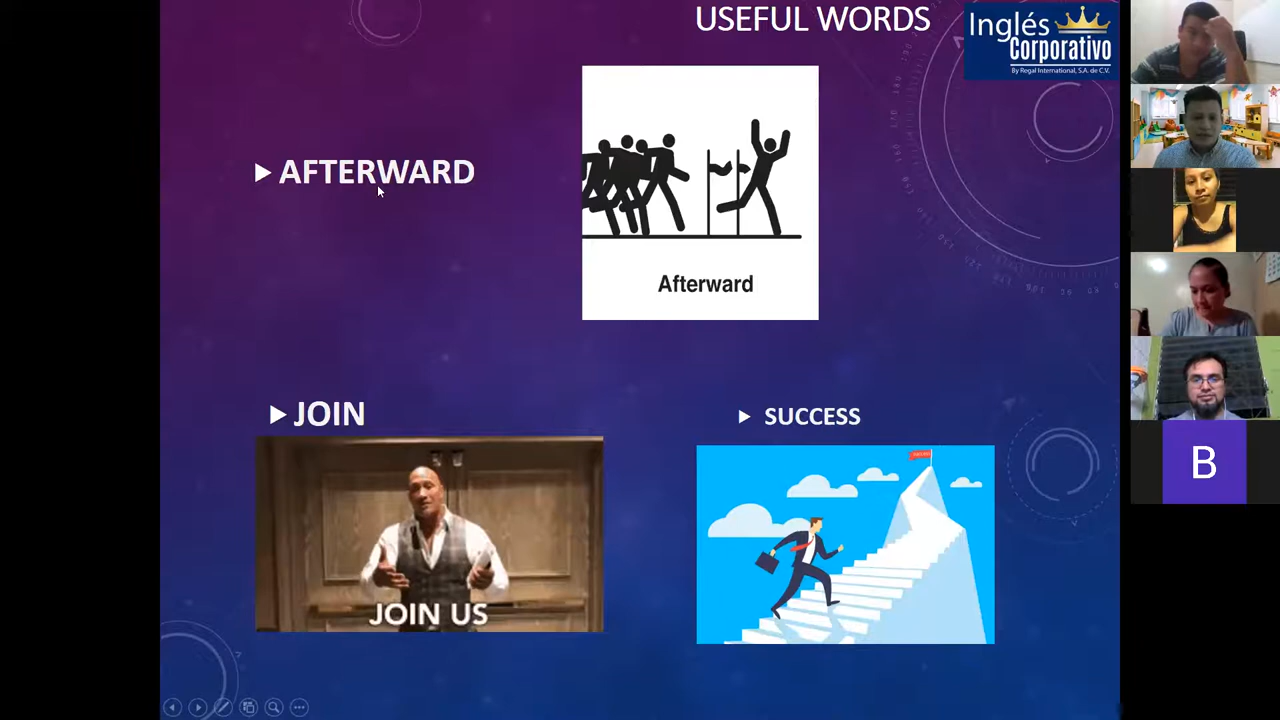 USEFUL WORDS
Inglés
Corporativo
By Regal International, S.A. de C.V.
AFTERWARD
Afterward
JOIN
SUCCESS
JOIN US
B